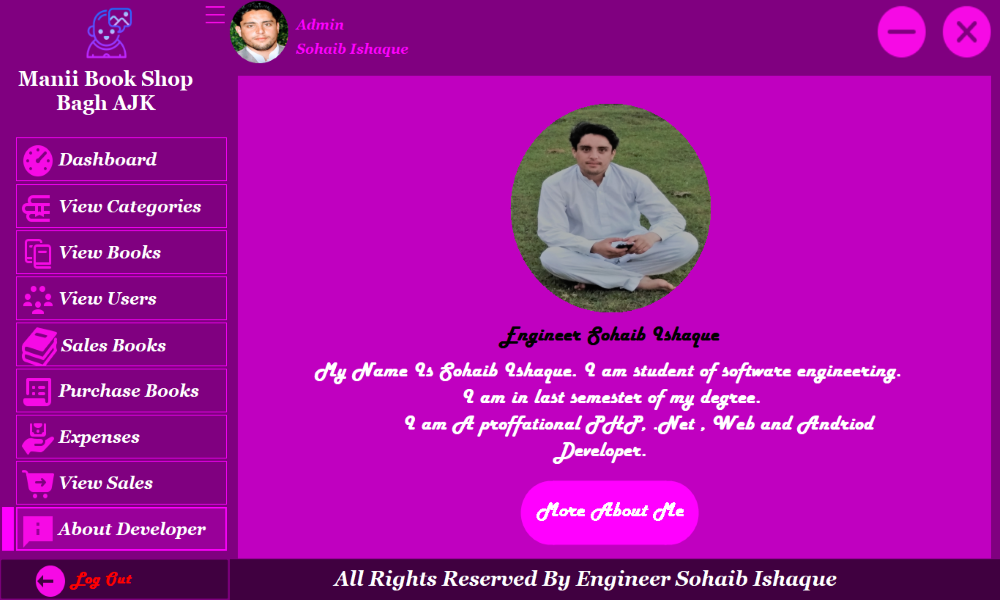 Manii Book Shop
Bagh AJK
Dashboard
View Categories
View Books
View Users
Sales Books
Purchase Books
Expenses
View Sales
About Developer
Log Out
Admin
Sohaib Ishaque
Engineer Sohaib Ishaque
My Name Is Sohaib Ishaque. I am student of software engineering.
I am in last semester of my degree.
I am A proffational PHP, .Net , Web and Andriod
Developer.
More About Me
All Rights Reserved By Engineer Sohaib Ishaque